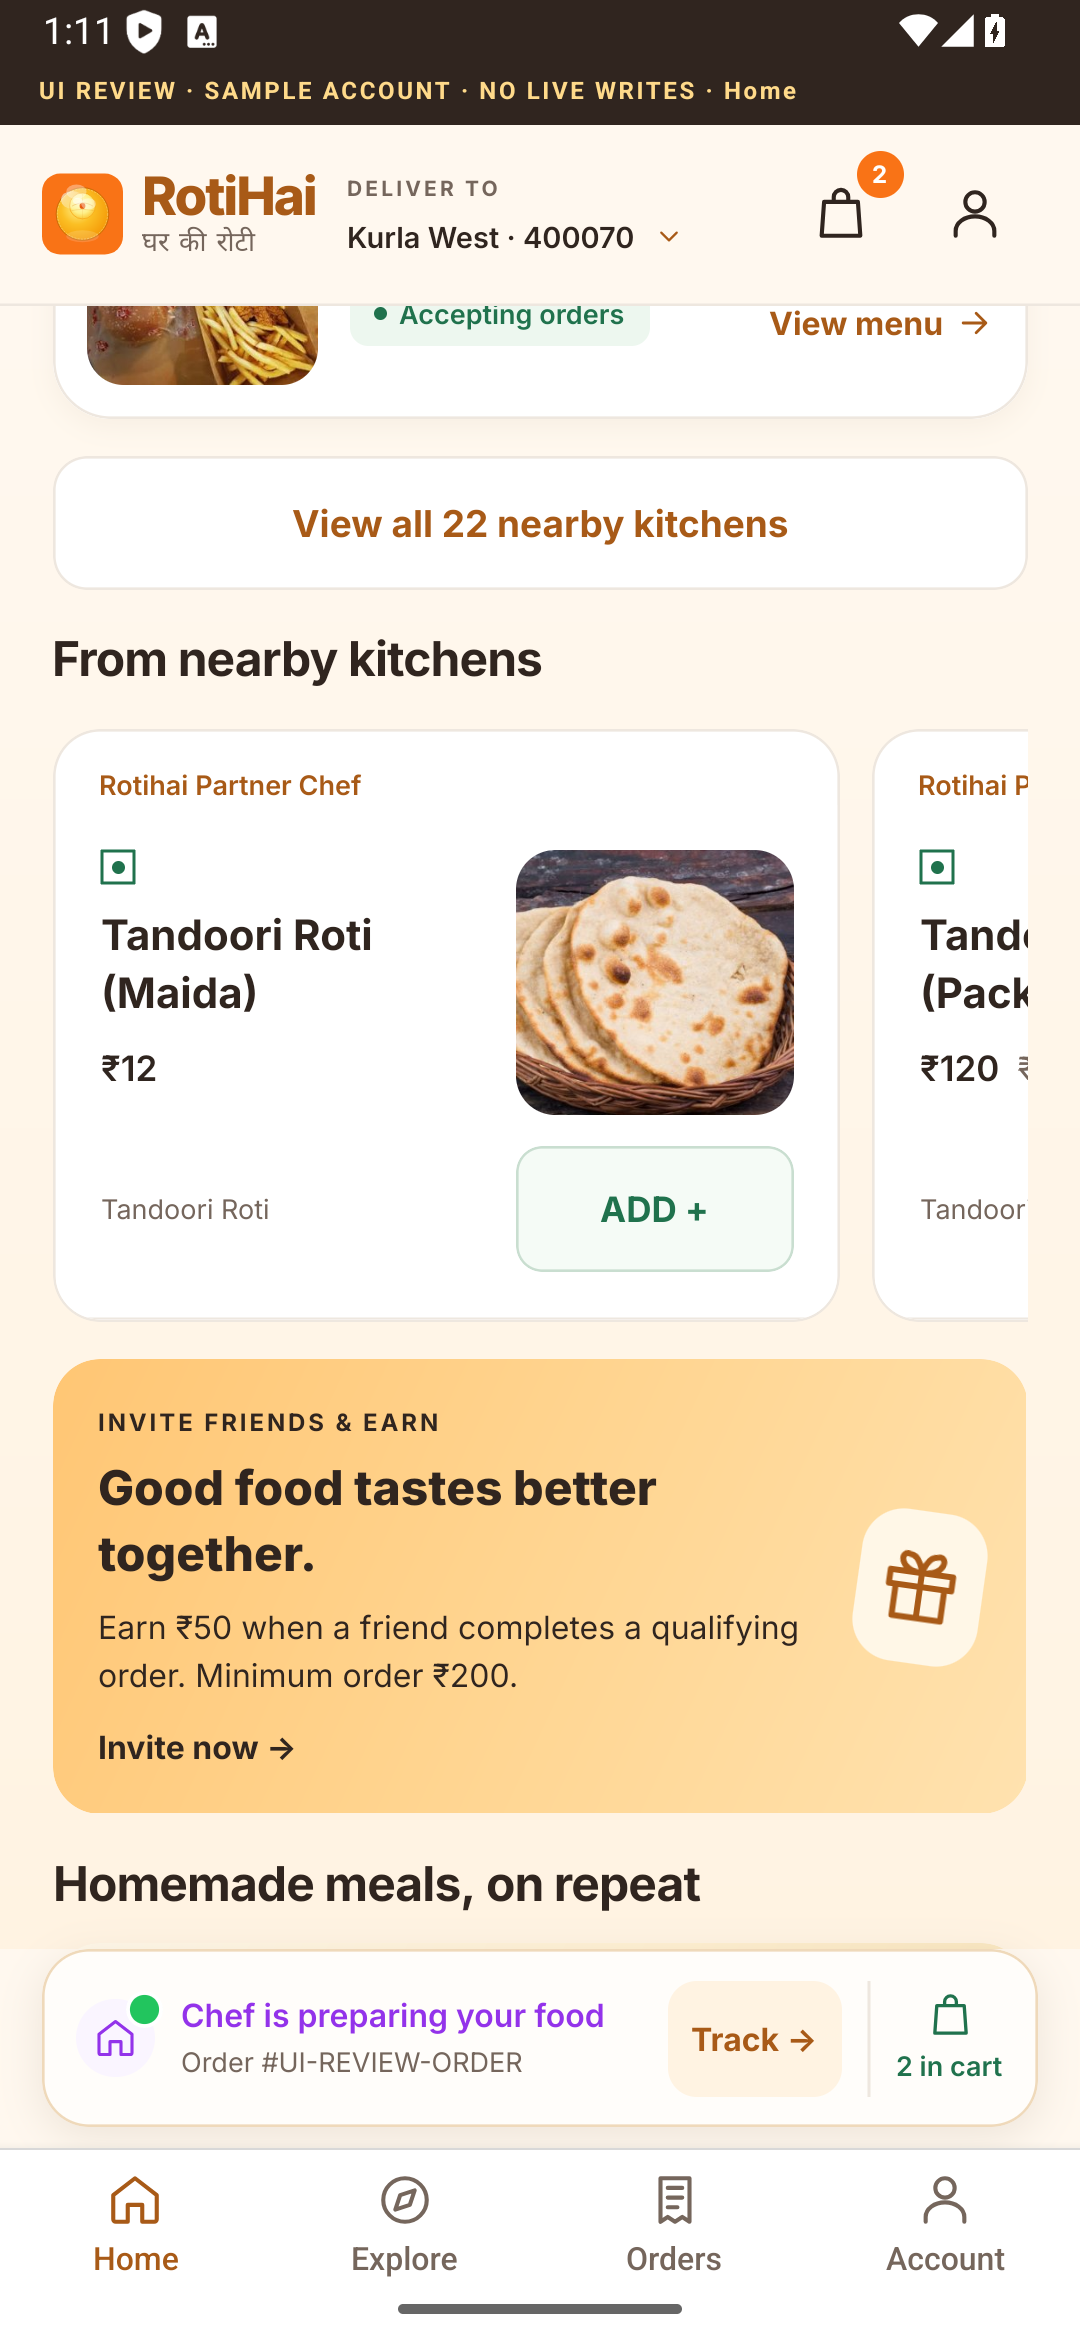 1:11
UI REVIEW · SAMPLE ACCOUNT · NO LIVE WRITES · Home
RotiHai
घर की रोटी
DELIVER TO
Kurla West · 400070
2
Accepting orders
View menu →
View all 22 nearby kitchens
From nearby kitchens
Rotihai Partner Chef
Tandoori Roti
(Maida)
₹12
Tandoori Roti
ADD +
Rotihai P
Tand
(Pack
₹120
Tandoor
INVITE FRIENDS & EARN
Good food tastes better
together.
Earn ₹50 when a friend completes a qualifying
order. Minimum order ₹200.
Invite now →
Homemade meals, on repeat
Chef is preparing your food
Order #UI-REVIEW-ORDER
Track →
2 in cart
Home
Explore
Orders
Account